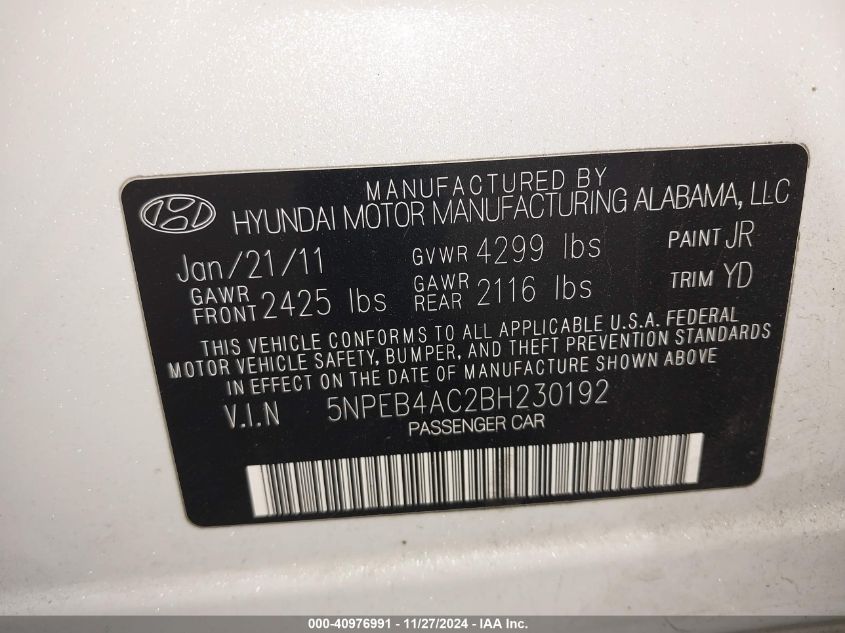 MANUFACTURED BY
HYUNDAI MOTOR MANUFACTURING ALABAMA, LLC
Jan/21/11 GVWR 4299 lbs PAINT JR
GAWR FRONT 2425 lbs GAWR REAR 2116 lbs TRIM YD
THIS VEHICLE CONFORMS TO ALL APPLICABLE U.S.A. FEDERAL
MOTOR VEHICLE SAFETY, BUMPER, AND THEFT PREVENTION STANDARDS
IN EFFECT ON THE DATE OF MANUFACTURE SHOWN ABOVE
V.I.N 5NPEB4AC2BH230192
PASSENGER CAR
000-40976991 - 11/27/2024 - IAA Inc.